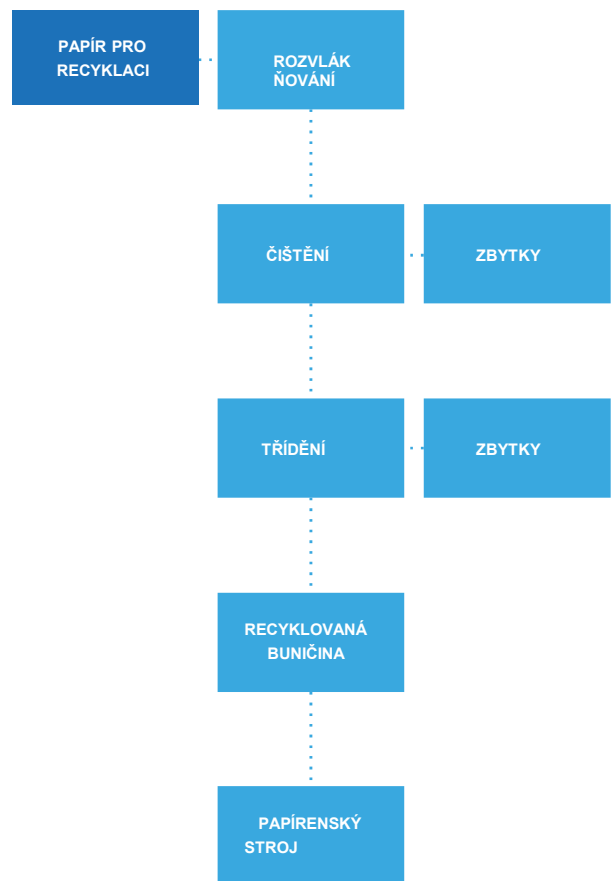 PAPÍR PRO
RECYKLACI
ROZVLÁK
ŇOVÁNÍ
ČIŠTĚNÍ
ZBYTKY
TŘÍDĚNÍ
ZBYTKY
RECYKLOVANÁ
BUNIČINA
PAPÍRENSKÝ
STROJ